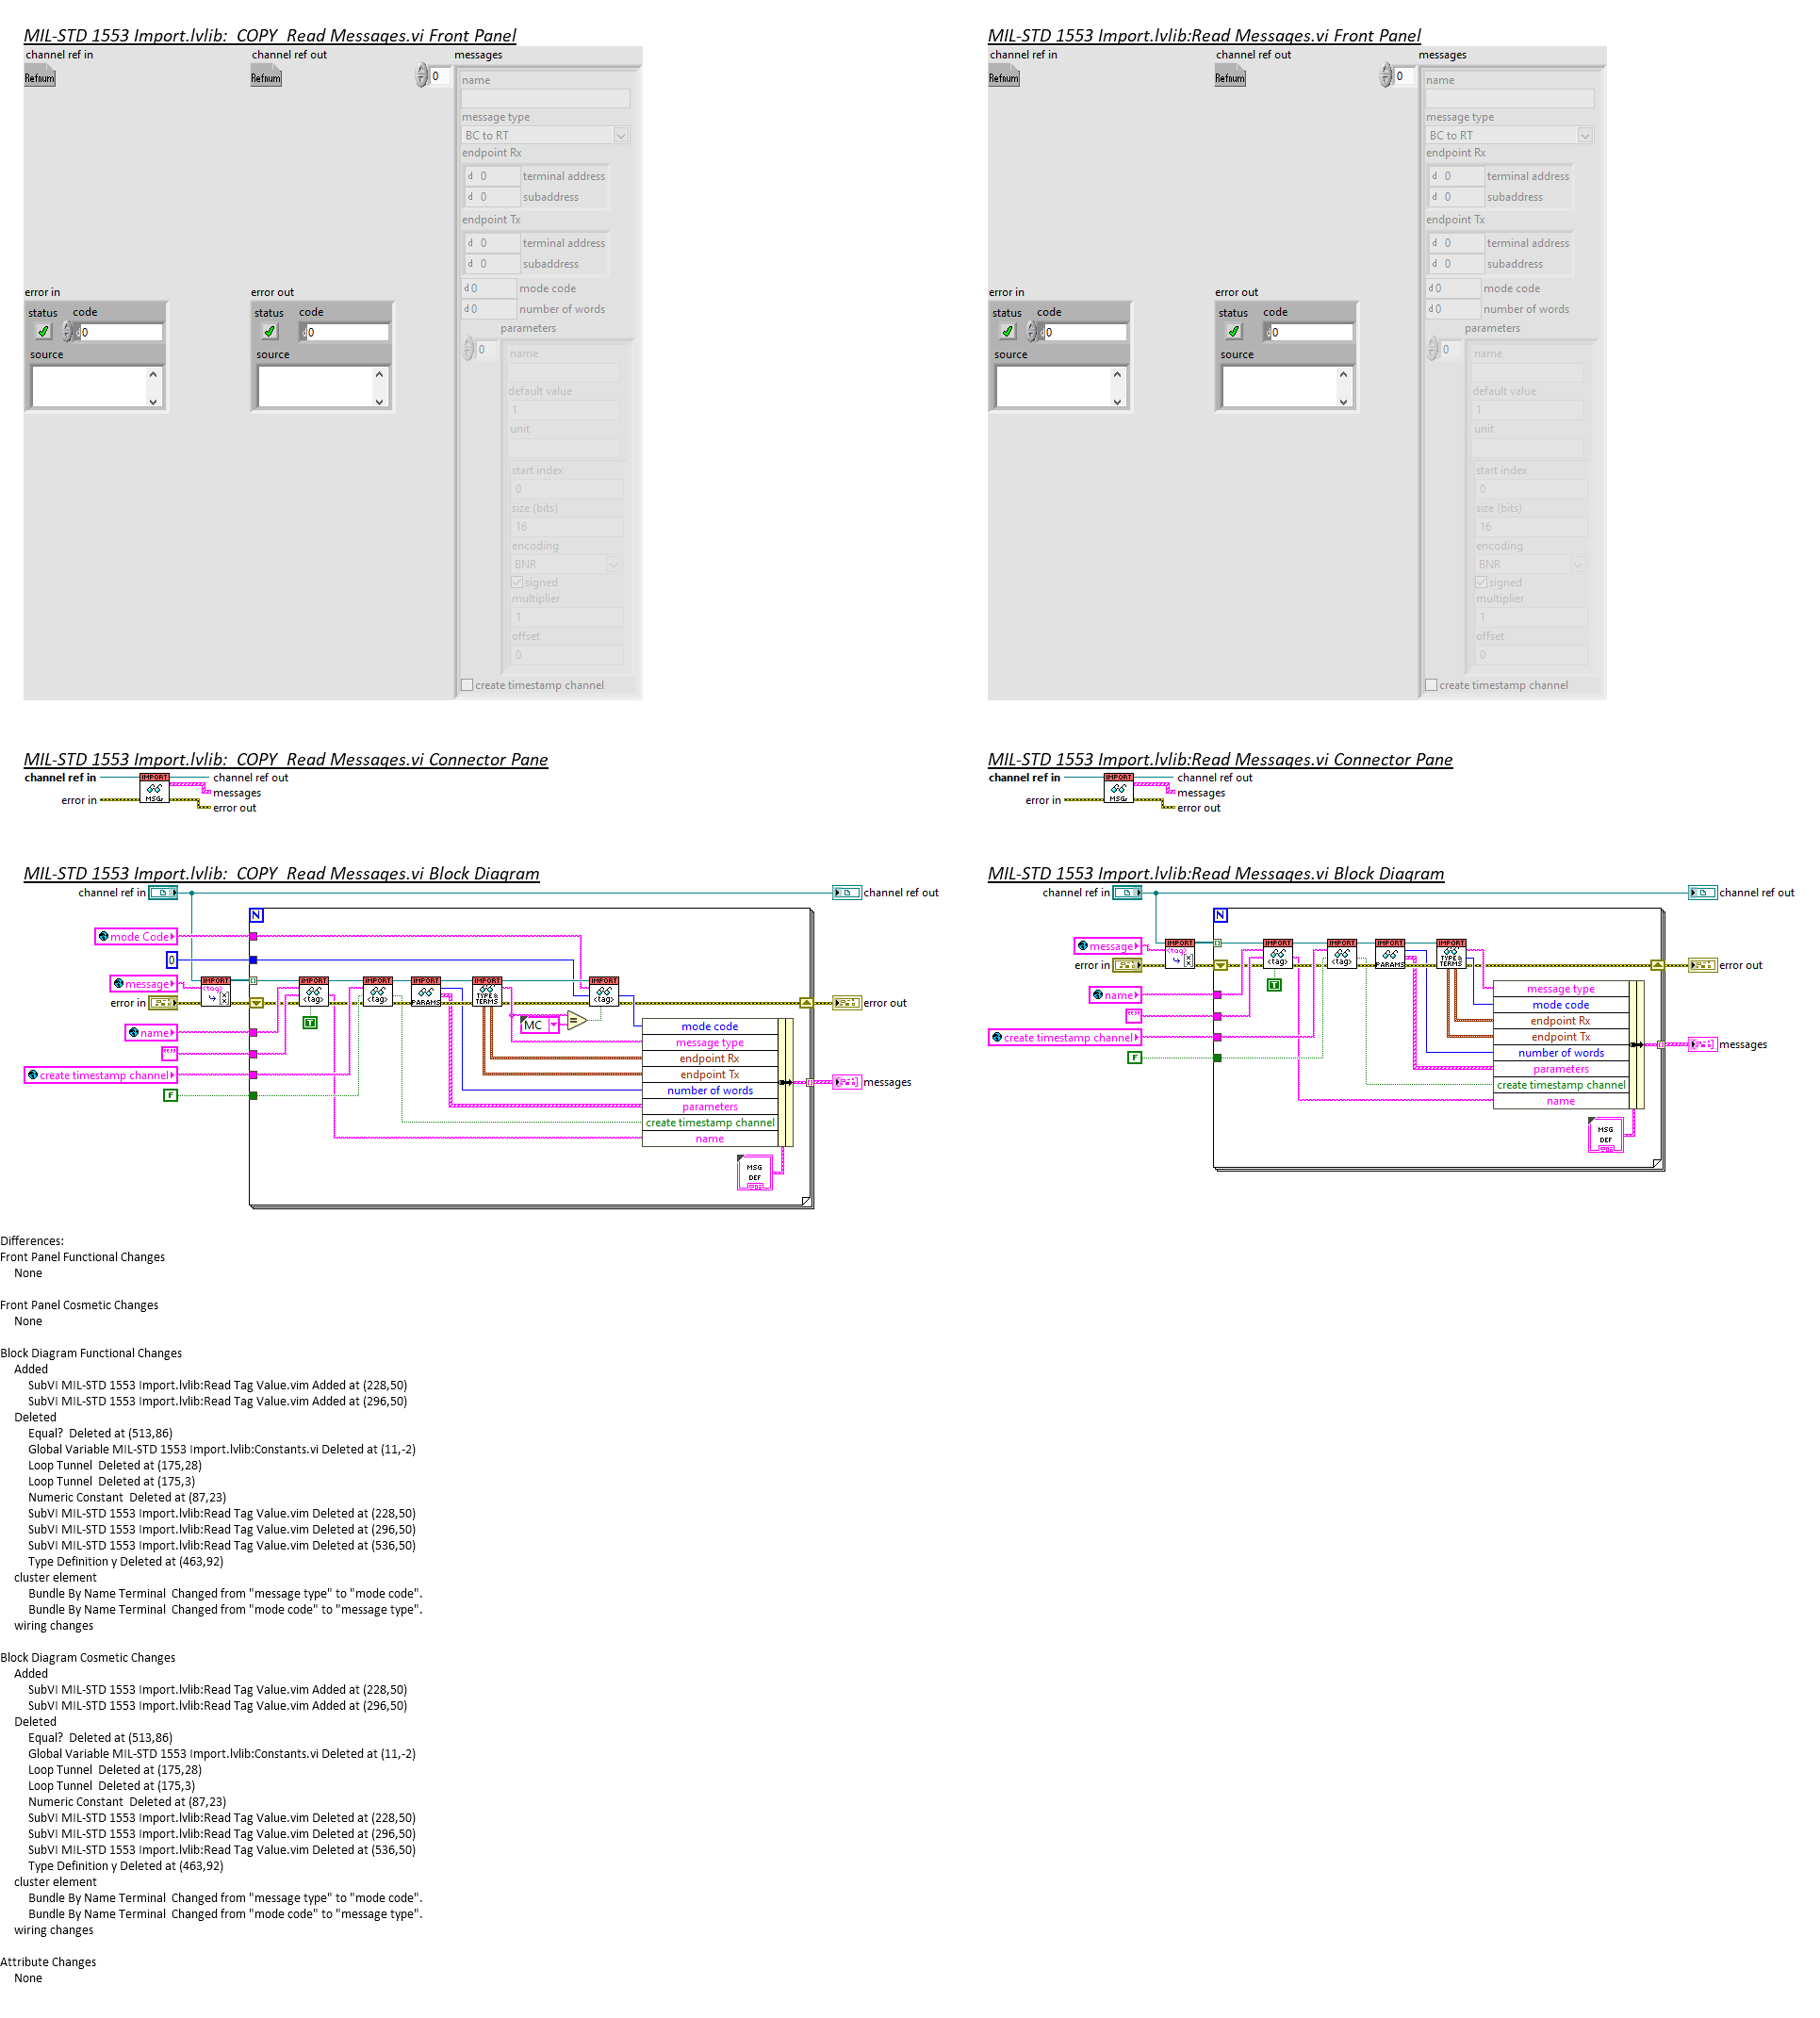 MIL-STD 1553 Import.lvlib:  COPY  Read Messages.vi Front Panel
channel ref in
channel ref out
messages
Refnum
Refnum
0
name
message type
BC to RT
endpoint Rx
d 0 terminal address
d 0 subaddress
endpoint Tx
d 0 terminal address
d 0 subaddress
d 0 mode code
d 0 number of words
parameters
0
name
default value
1
unit
start index
0
size (bits)
16
encoding
BNR
signed
multiplier
1
offset
0
create timestamp channel
error in
status code
d 0
source
error out
status code
d 0
source
MIL-STD 1553 Import.lvlib:Read Messages.vi Front Panel
channel ref in
channel ref out
messages
Refnum
Refnum
0
name
message type
BC to RT
endpoint Rx
d 0 terminal address
d 0 subaddress
endpoint Tx
d 0 terminal address
d 0 subaddress
d 0 mode code
d 0 number of words
parameters
0
name
default value
1
unit
start index
0
size (bits)
16
encoding
BNR
signed
multiplier
1
offset
0
create timestamp channel
error in
status code
d 0
source
error out
status code
d 0
source
MIL-STD 1553 Import.lvlib:  COPY  Read Messages.vi Connector Pane
channel ref in
IMPORT
MSG
channel ref out
messages
error in
error out
MIL-STD 1553 Import.lvlib:Read Messages.vi Connector Pane
channel ref in
IMPORT
MSG
channel ref out
messages
error in
error out
MIL-STD 1553 Import.lvlib:  COPY  Read Messages.vi Block Diagram
channel ref in
channel ref out
N
mode Code
0
message
error in
IMPORT
<tag>
IMPORT
<tag>
IMPORT
<tag>
IMPORT
PARAMS
IMPORT
TYPE &
TERMS
IMPORT
<tag>
error out
T
MC
=
name
""
create timestamp channel
F
mode code
message type
endpoint Rx
endpoint Tx
number of words
parameters
create timestamp channel
name
messages
MSG
DEF
MIL-STD 1553 Import.lvlib:Read Messages.vi Block Diagram
channel ref in
channel ref out
N
message
error in
IMPORT
<tag>
IMPORT
<tag>
IMPORT
<tag>
IMPORT
PARAMS
IMPORT
TYPE &
TERMS
error out
T
name
""
create timestamp channel
F
message type
mode code
endpoint Rx
endpoint Tx
number of words
parameters
create timestamp channel
name
messages
MSG
DEF
Differences:
Front Panel Functional Changes
None
Front Panel Cosmetic Changes
None
Block Diagram Functional Changes
Added
SubVI MIL-STD 1553 Import.lvlib:Read Tag Value.vim Added at (228,50)
SubVI MIL-STD 1553 Import.lvlib:Read Tag Value.vim Added at (296,50)
Deleted
Equal?  Deleted at (513,86)
Global Variable MIL-STD 1553 Import.lvlib:Constants.vi Deleted at (11,-2)
Loop Tunnel  Deleted at (175,28)
Loop Tunnel  Deleted at (175,3)
Numeric Constant  Deleted at (87,23)
SubVI MIL-STD 1553 Import.lvlib:Read Tag Value.vim Deleted at (228,50)
SubVI MIL-STD 1553 Import.lvlib:Read Tag Value.vim Deleted at (296,50)
SubVI MIL-STD 1553 Import.lvlib:Read Tag Value.vim Deleted at (536,50)
Type Definition y Deleted at (463,92)
cluster element
Bundle By Name Terminal  Changed from "message type" to "mode code".
Bundle By Name Terminal  Changed from "mode code" to "message type".
wiring changes
Block Diagram Cosmetic Changes
Added
SubVI MIL-STD 1553 Import.lvlib:Read Tag Value.vim Added at (228,50)
SubVI MIL-STD 1553 Import.lvlib:Read Tag Value.vim Added at (296,50)
Deleted
Equal?  Deleted at (513,86)
Global Variable MIL-STD 1553 Import.lvlib:Constants.vi Deleted at (11,-2)
Loop Tunnel  Deleted at (175,28)
Loop Tunnel  Deleted at (175,3)
Numeric Constant  Deleted at (87,23)
SubVI MIL-STD 1553 Import.lvlib:Read Tag Value.vim Deleted at (228,50)
SubVI MIL-STD 1553 Import.lvlib:Read Tag Value.vim Deleted at (296,50)
SubVI MIL-STD 1553 Import.lvlib:Read Tag Value.vim Deleted at (536,50)
Type Definition y Deleted at (463,92)
cluster element
Bundle By Name Terminal  Changed from "message type" to "mode code".
Bundle By Name Terminal  Changed from "mode code" to "message type".
wiring changes
Attribute Changes
None